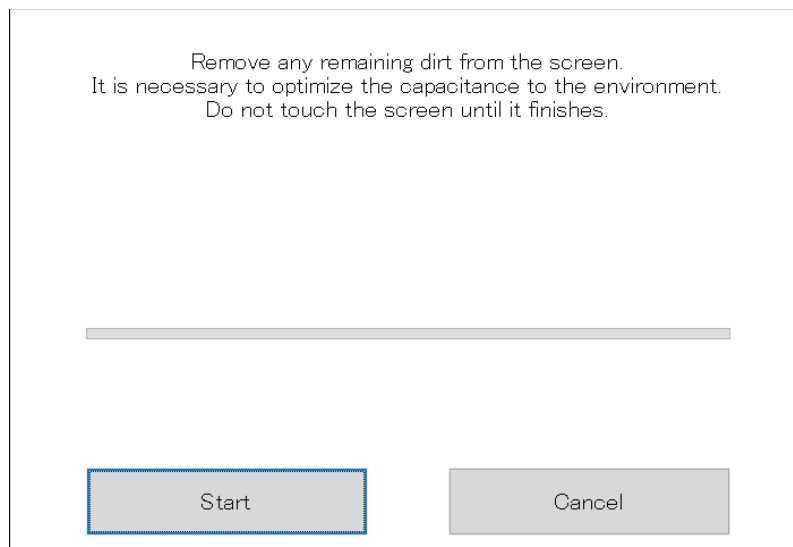 Remove any remaining dirt from the screen.
It is necessary to optimize the capacitance to the environment.
Do not touch the screen until it finishes.
Start
Cancel